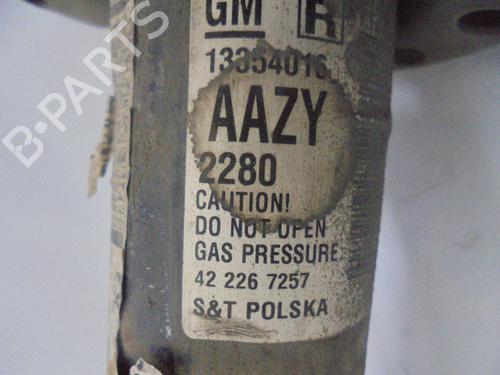 GM R
13354016
AAZY
2280
CAUTION!
DO NOT OPEN
GAS PRESSURE
42 226 7257
S&T POLSKA
B-PARTS